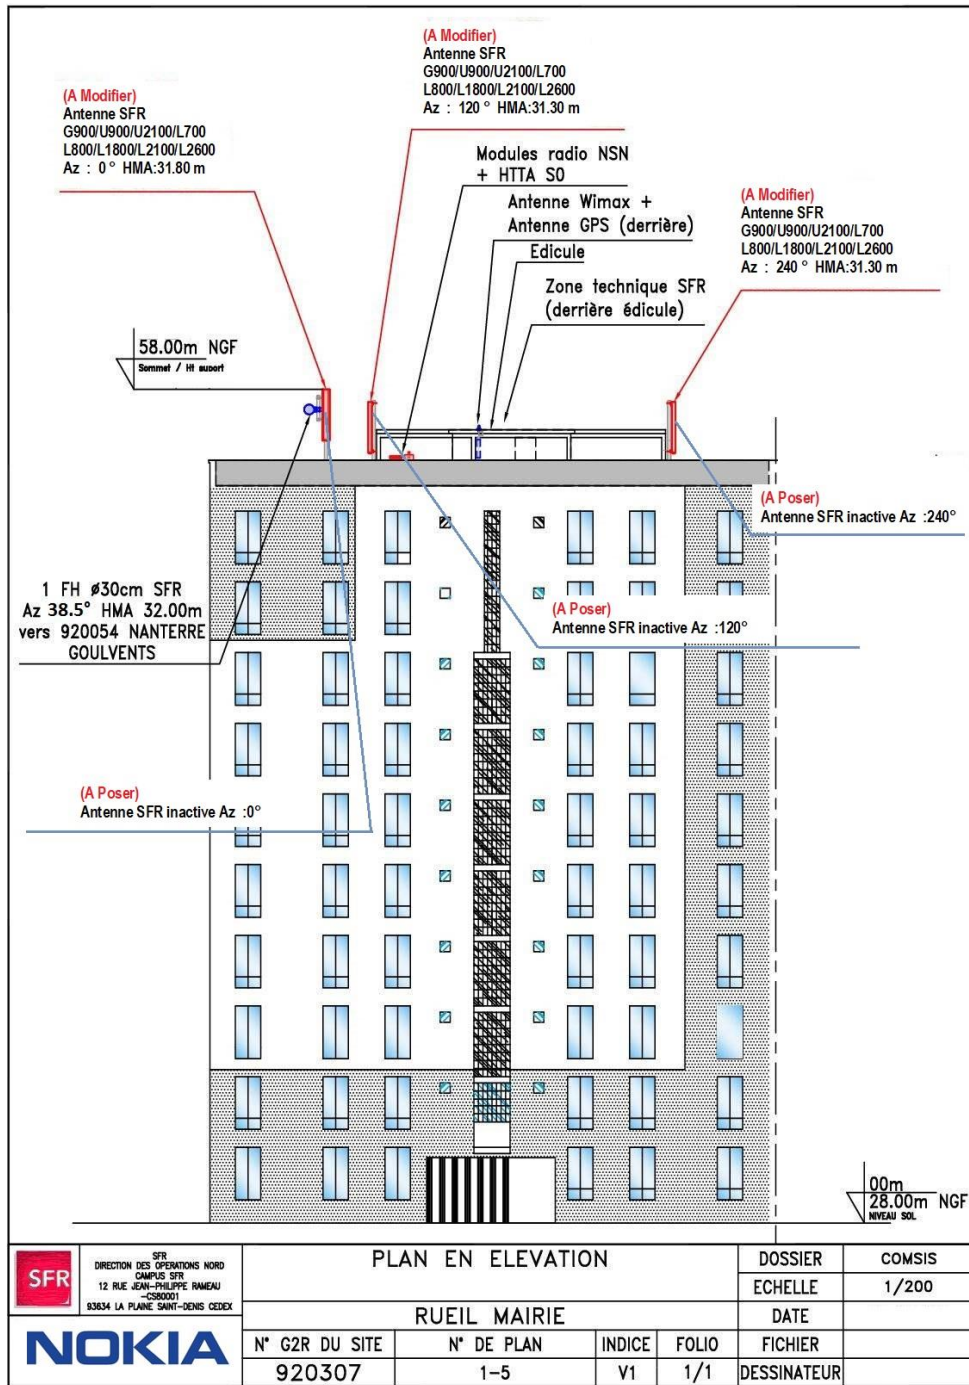 (A Modifier)
Antenne SFR
G900/U900/U2100/L700
L800/L1800/L2100/L2600
Az : 120 ° HMA:31.30 m
(A Modifier)
Antenne SFR
G900/U900/U2100/L700
L800/L1800/L2100/L2600
Az : 0 ° HMA:31.80 m
Modules radio NSN
+ HTTA SO
Antenne Wimax +
Antenne GPS (derrière)
Edicule
Zone technique SFR
(derrière édicule)
(A Modifier)
Antenne SFR
G900/U900/U2100/L700
L800/L1800/L2100/L2600
Az : 240 ° HMA:31.30 m
58.00m NGF
Sommet / Ht suport
(A Poser)
Antenne SFR inactive Az :240°
1 FH ø30cm SFR
Az 38.5° HMA 32.00m
vers 920054 NANTERRE
GOULVENTS
(A Poser)
Antenne SFR inactive Az :120°
(A Poser)
Antenne SFR inactive Az :0°
00m
28.00m NGF
NIVEAU SOL
SFR
SFR
DIRECTION DES OPERATIONS NORD
CAMPUS SFR
12 RUE JEAN-PHILIPPE RAMEAU
-CS80001
93634 LA PLAINE SAINT-DENIS CEDEX
NOKIA
PLAN EN ELEVATION
RUEIL MAIRIE
N° G2R DU SITE
920307
N° DE PLAN
1-5
INDICE
V1
FOLIO
1/1
DOSSIER
COMSIS
ECHELLE
1/200
DATE
FICHIER
DESSINATEUR